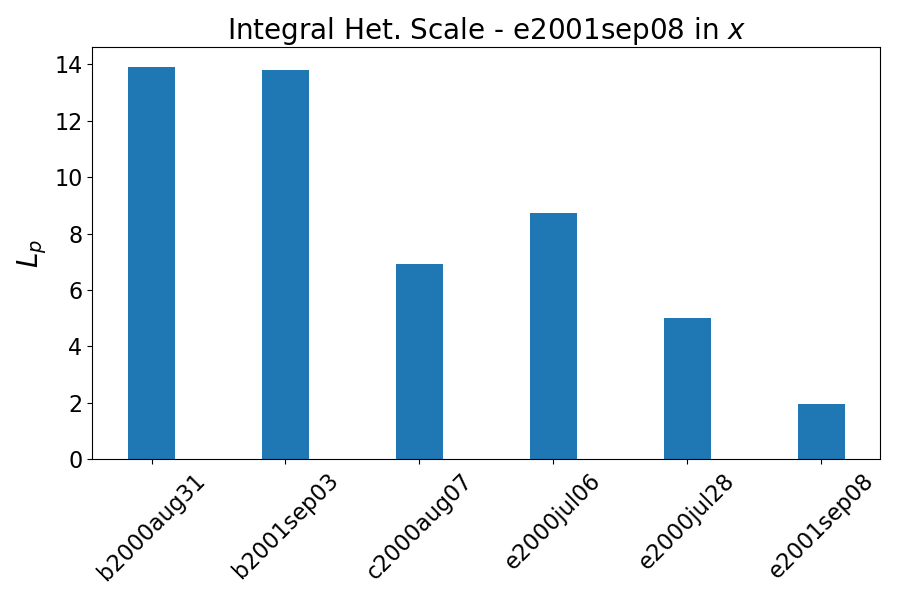 Integral Het. Scale - e2001sep08 in x
14
12
10
8
6
4
2
0
L_p
b2000aug31
b2001sep03
c2000aug07
e2000jul06
e2000jul28
e2001sep08